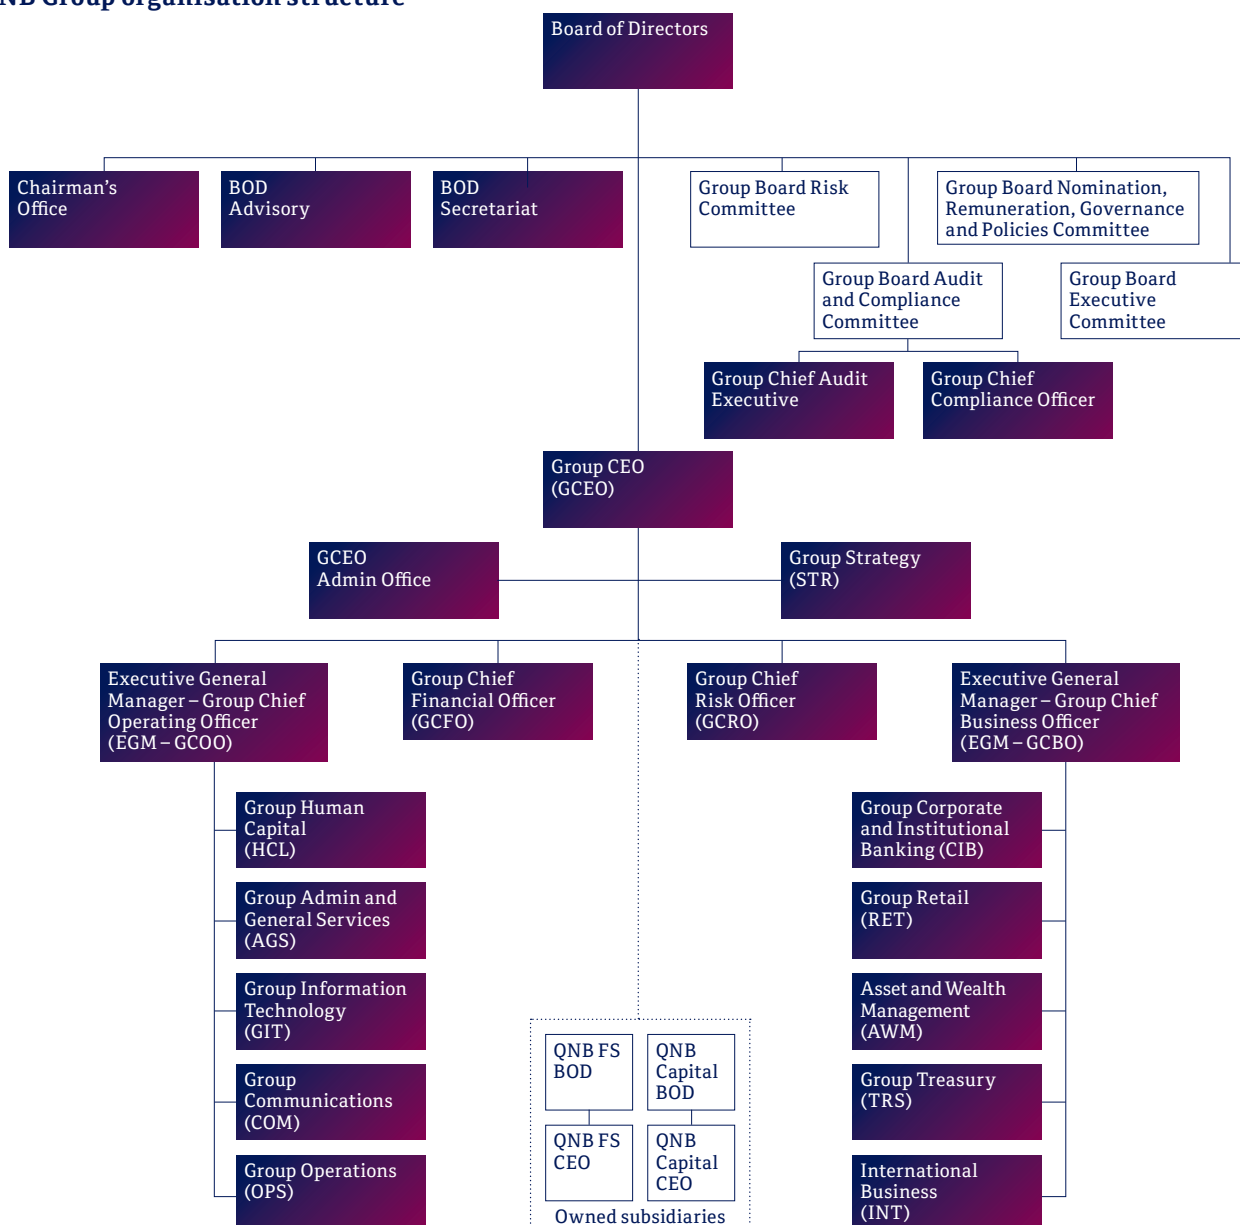 NB Group organisation structure
Board of Directors
Chairman's
Office
BOD
Advisory
BOD
Secretariat
Group Board Risk
Committee
Group Board Nomination,
Remuneration, Governance
and Policies Committee
Group Board Audit
and Compliance
Committee
Group Board
Executive
Committee
Group Chief Audit
Executive
Group Chief
Compliance Officer
Group CEO
(GCEO)
GCEO
Admin Office
Group Strategy
(STR)
Executive General
Manager – Group Chief
Operating Officer
(EGM – GCOO)
Group Chief
Financial Officer
(GCFO)
Group Chief
Risk Officer
(GCRO)
Executive General
Manager – Group Chief
Business Officer
(EGM – GCBO)
Group Human
Capital
(HCL)
Group Admin and
General Services
(AGS)
Group Information
Technology
(GIT)
Group
Communications
(COM)
Group Operations
(OPS)
QNB FS
BOD
QNB
Capital
BOD
QNB FS
CEO
QNB
Capital
CEO
Owned subsidiaries
Group Corporate
and Institutional
Banking (CIB)
Group Retail
(RET)
Asset and Wealth
Management
(AWM)
Group Treasury
(TRS)
International
Business
(INT)